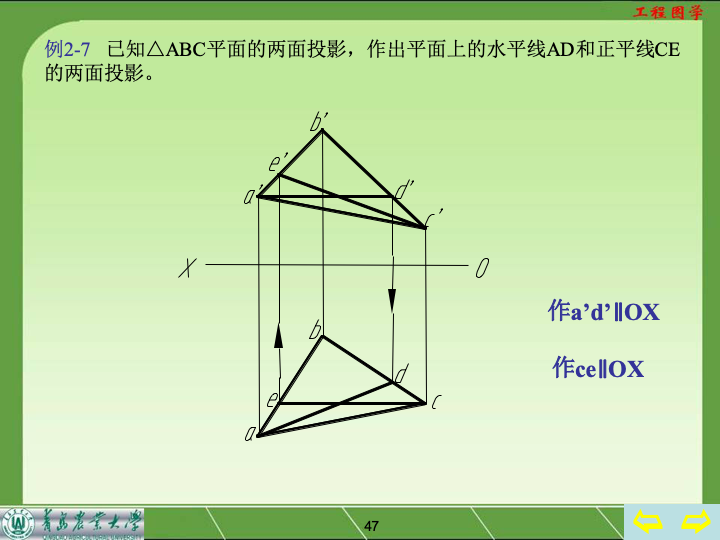 工程图学
例2-7 已知△ABC平面的两面投影，作出平面上的水平线AD和正平线CE
的两面投影。
b'
e'
a'
d'
c'
X
O
作a’d’∥OX
b
作ce∥OX
d
e
c
a
青岛农业大学
47